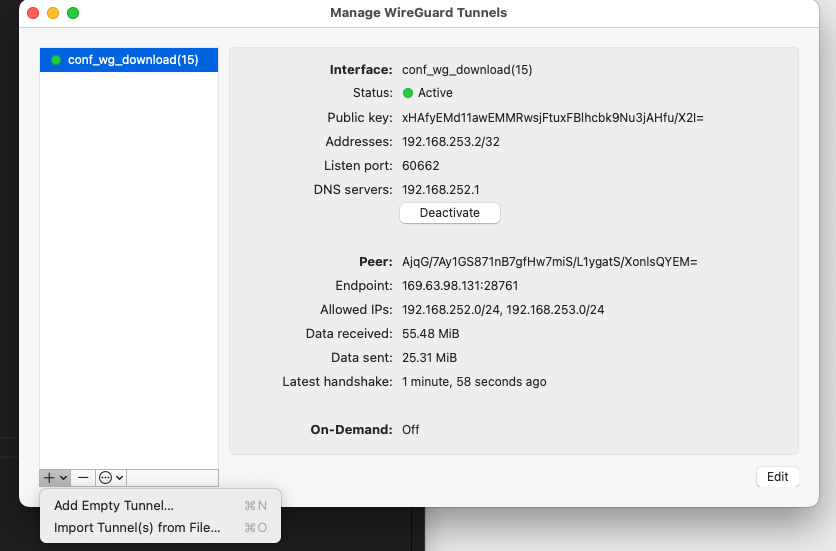 Manage WireGuard Tunnels
conf_wg_download(15)
Interface: conf_wg_download(15)
Status: Active
Public key: xHAfyEMd11awEMMRwsjFtuxFBlhcbk9Nu3jAHfu/X2I=
Addresses: 192.168.253.2/32
Listen port: 60662
DNS servers: 192.168.252.1
Deactivate
Peer: AjqG/7Ay1GS871nB7gfHw7miS/L1ygatS/XonIsQYEM=
Endpoint: 169.63.98.131:28761
Allowed IPs: 192.168.252.0/24, 192.168.253.0/24
Data received: 55.48 MiB
Data sent: 25.31 MiB
Latest handshake: 1 minute, 58 seconds ago
On-Demand: Off
Edit
Add Empty Tunnel... ⌘N
Import Tunnel(s) from File... ⌘O